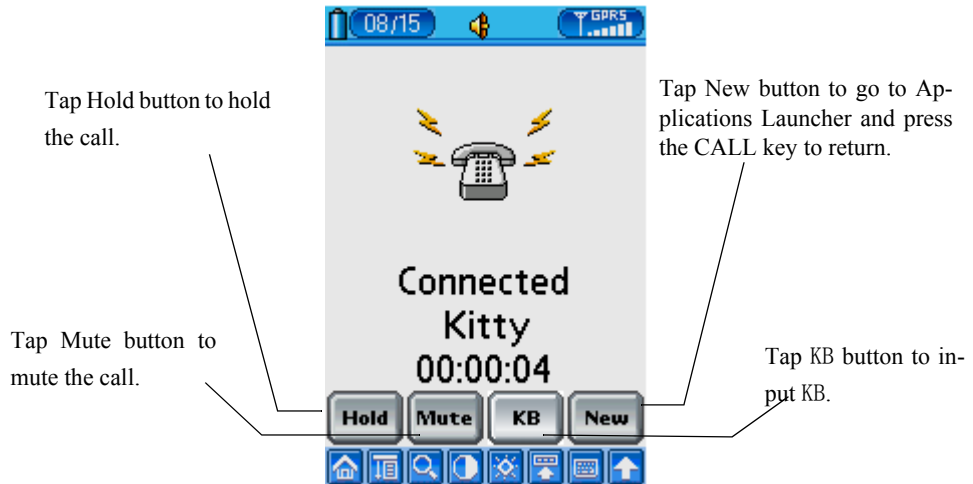 08/15
GPRS
Tap Hold button to hold
the call.
Tap New button to go to Ap-
plications Launcher and press
the CALL key to return.
Connected
Kitty
00:00:04
Tap Mute button to
mute the call.
Tap KB button to in-
put KB.
Hold Mute KB New